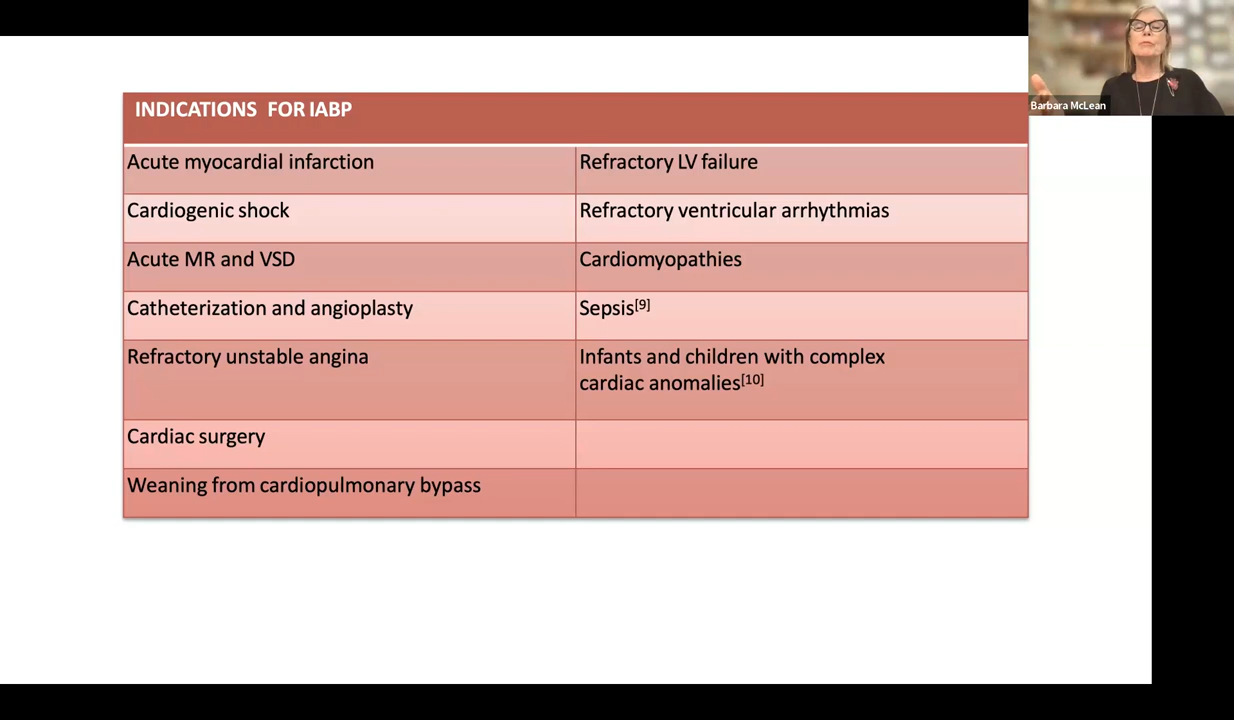 INDICATIONS FOR IABP
Acute myocardial infarction
Refractory LV failure
Cardiogenic shock
Refractory ventricular arrhythmias
Acute MR and VSD
Cardiomyopathies
Catheterization and angioplasty
Sepsis[9]
Refractory unstable angina
Infants and children with complex
cardiac anomalies[10]
Cardiac surgery
Weaning from cardiopulmonary bypass
Barbara McLean